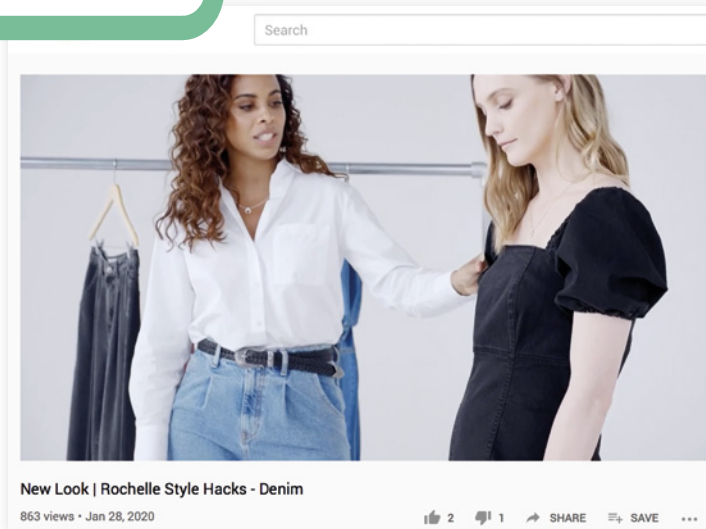 Search
New Look | Rochelle Style Hacks - Denim
863 views • Jan 28, 2020
2 1 SHARE SAVE